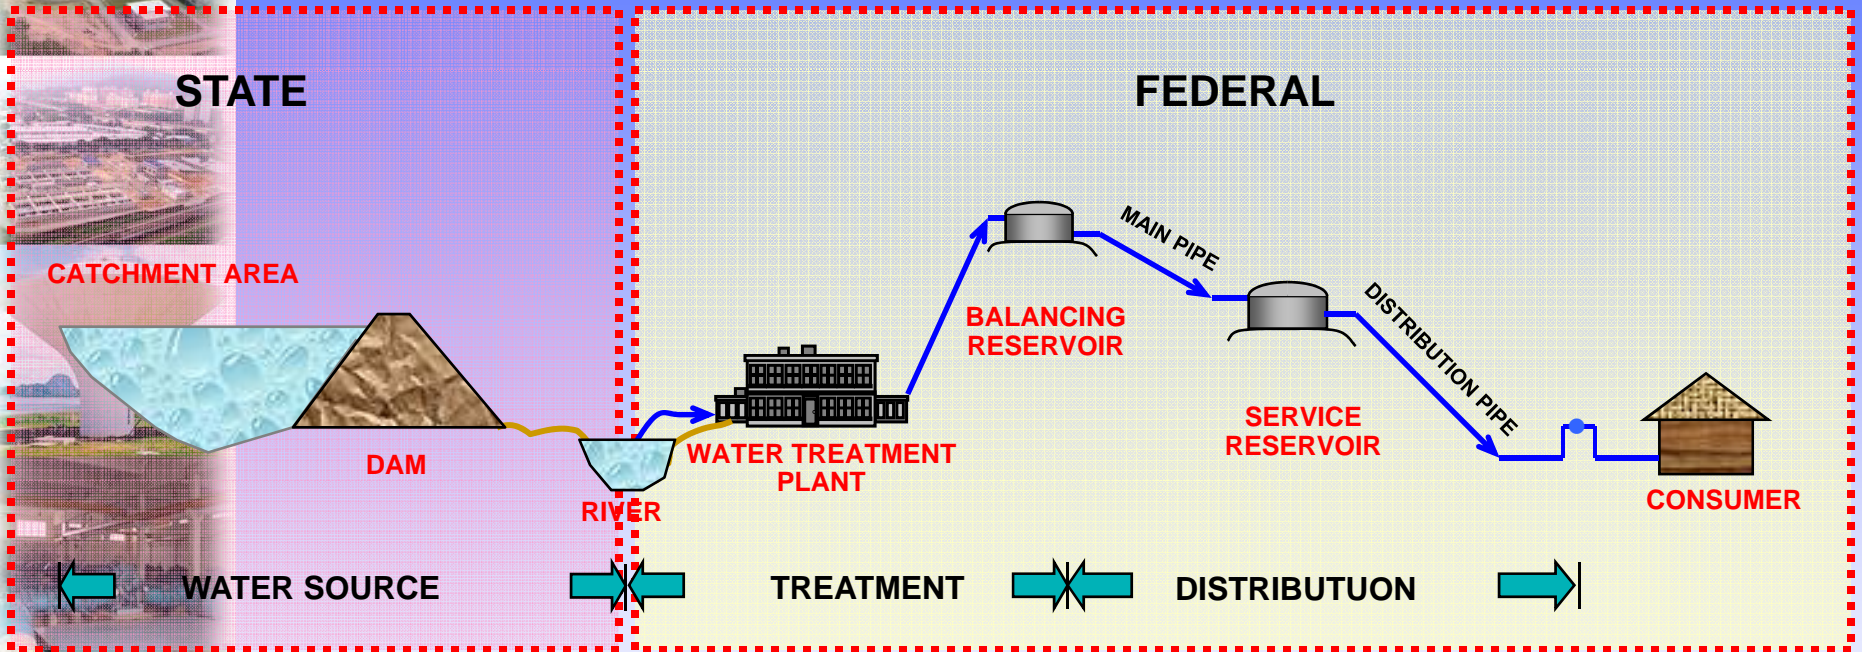 STATE
FEDERAL
CATCHMENT AREA
DAM
RIVER
WATER TREATMENT
PLANT
BALANCING
RESERVOIR
MAIN PIPE
SERVICE
RESERVOIR
DISTRIBUTION PIPE
CONSUMER
WATER SOURCE
TREATMENT
DISTRIBUTUON